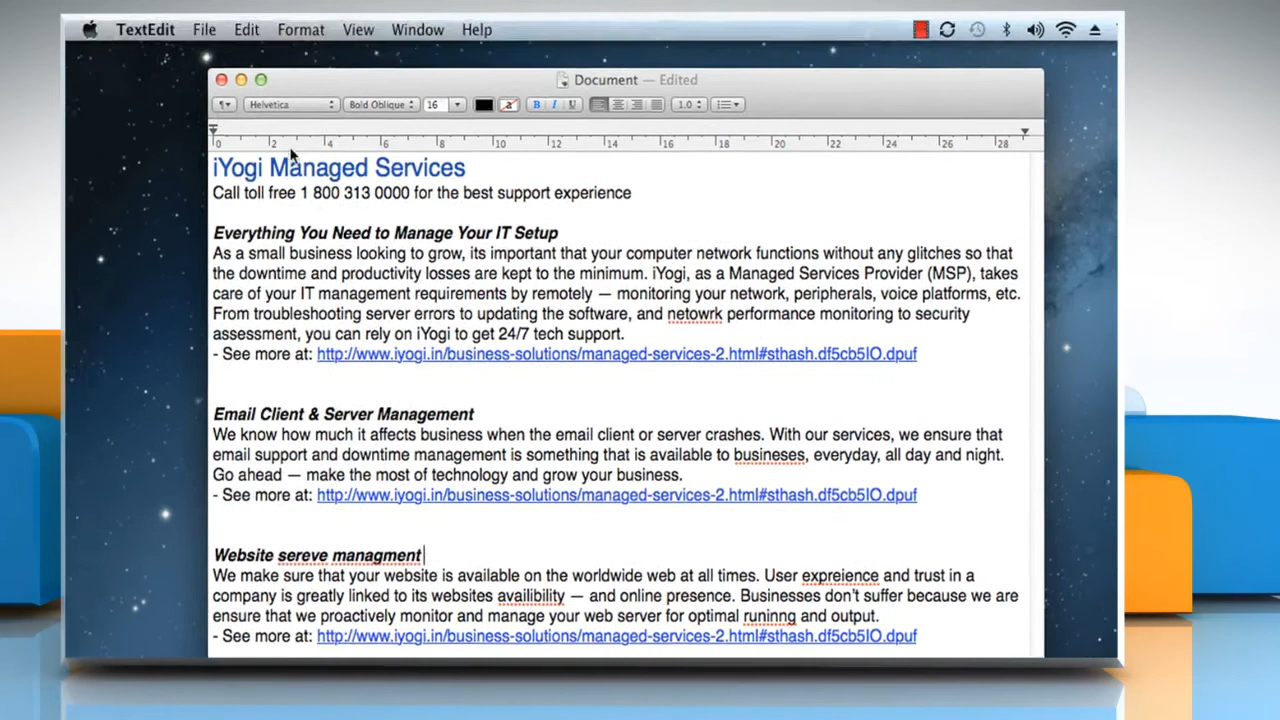 TextEdit File Edit Format View Window Help
Document — Edited
Helvetica Bold Oblique 16 a B I U 1.0
0 2 4 6 8 10 12 14 16 18 20 22 24 26 28
iYogi Managed Services
Call toll free 1 800 313 0000 for the best support experience
Everything You Need to Manage Your IT Setup
As a small business looking to grow, its important that your computer network functions without any glitches so that
the downtime and productivity losses are kept to the minimum. iYogi, as a Managed Services Provider (MSP), takes
care of your IT management requirements by remotely — monitoring your network, peripherals, voice platforms, etc.
From troubleshooting server errors to updating the software, and netowrk performance monitoring to security
assessment, you can rely on iYogi to get 24/7 tech support.
- See more at: http://www.iyogi.in/business-solutions/managed-services-2.html#sthash.df5cb5IO.dpuf
Email Client & Server Management
We know how much it affects business when the email client or server crashes. With our services, we ensure that
email support and downtime management is something that is available to busineses, everyday, all day and night.
Go ahead — make the most of technology and grow your business.
- See more at: http://www.iyogi.in/business-solutions/managed-services-2.html#sthash.df5cb5IO.dpuf
Website sereve managment
We make sure that your website is available on the worldwide web at all times. User expreience and trust in a
company is greatly linked to its websites availibility — and online presence. Businesses don't suffer because we are
ensure that we proactively monitor and manage your web server for optimal runinng and output.
- See more at: http://www.iyogi.in/business-solutions/managed-services-2.html#sthash.df5cb5IO.dpuf